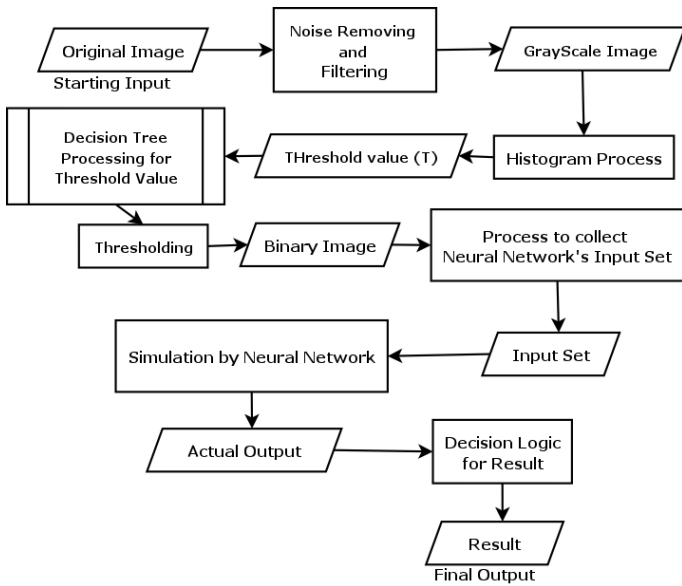 Original Image
Starting Input
Noise Removing
and
Filtering
GrayScale Image
Histogram Process
THreshold value (T)
Decision Tree
Processing for
Threshold Value
Thresholding
Binary Image
Process to collect
Neural Network's Input Set
Input Set
Simulation by Neural Network
Actual Output
Decision Logic
for Result
Result
Final Output